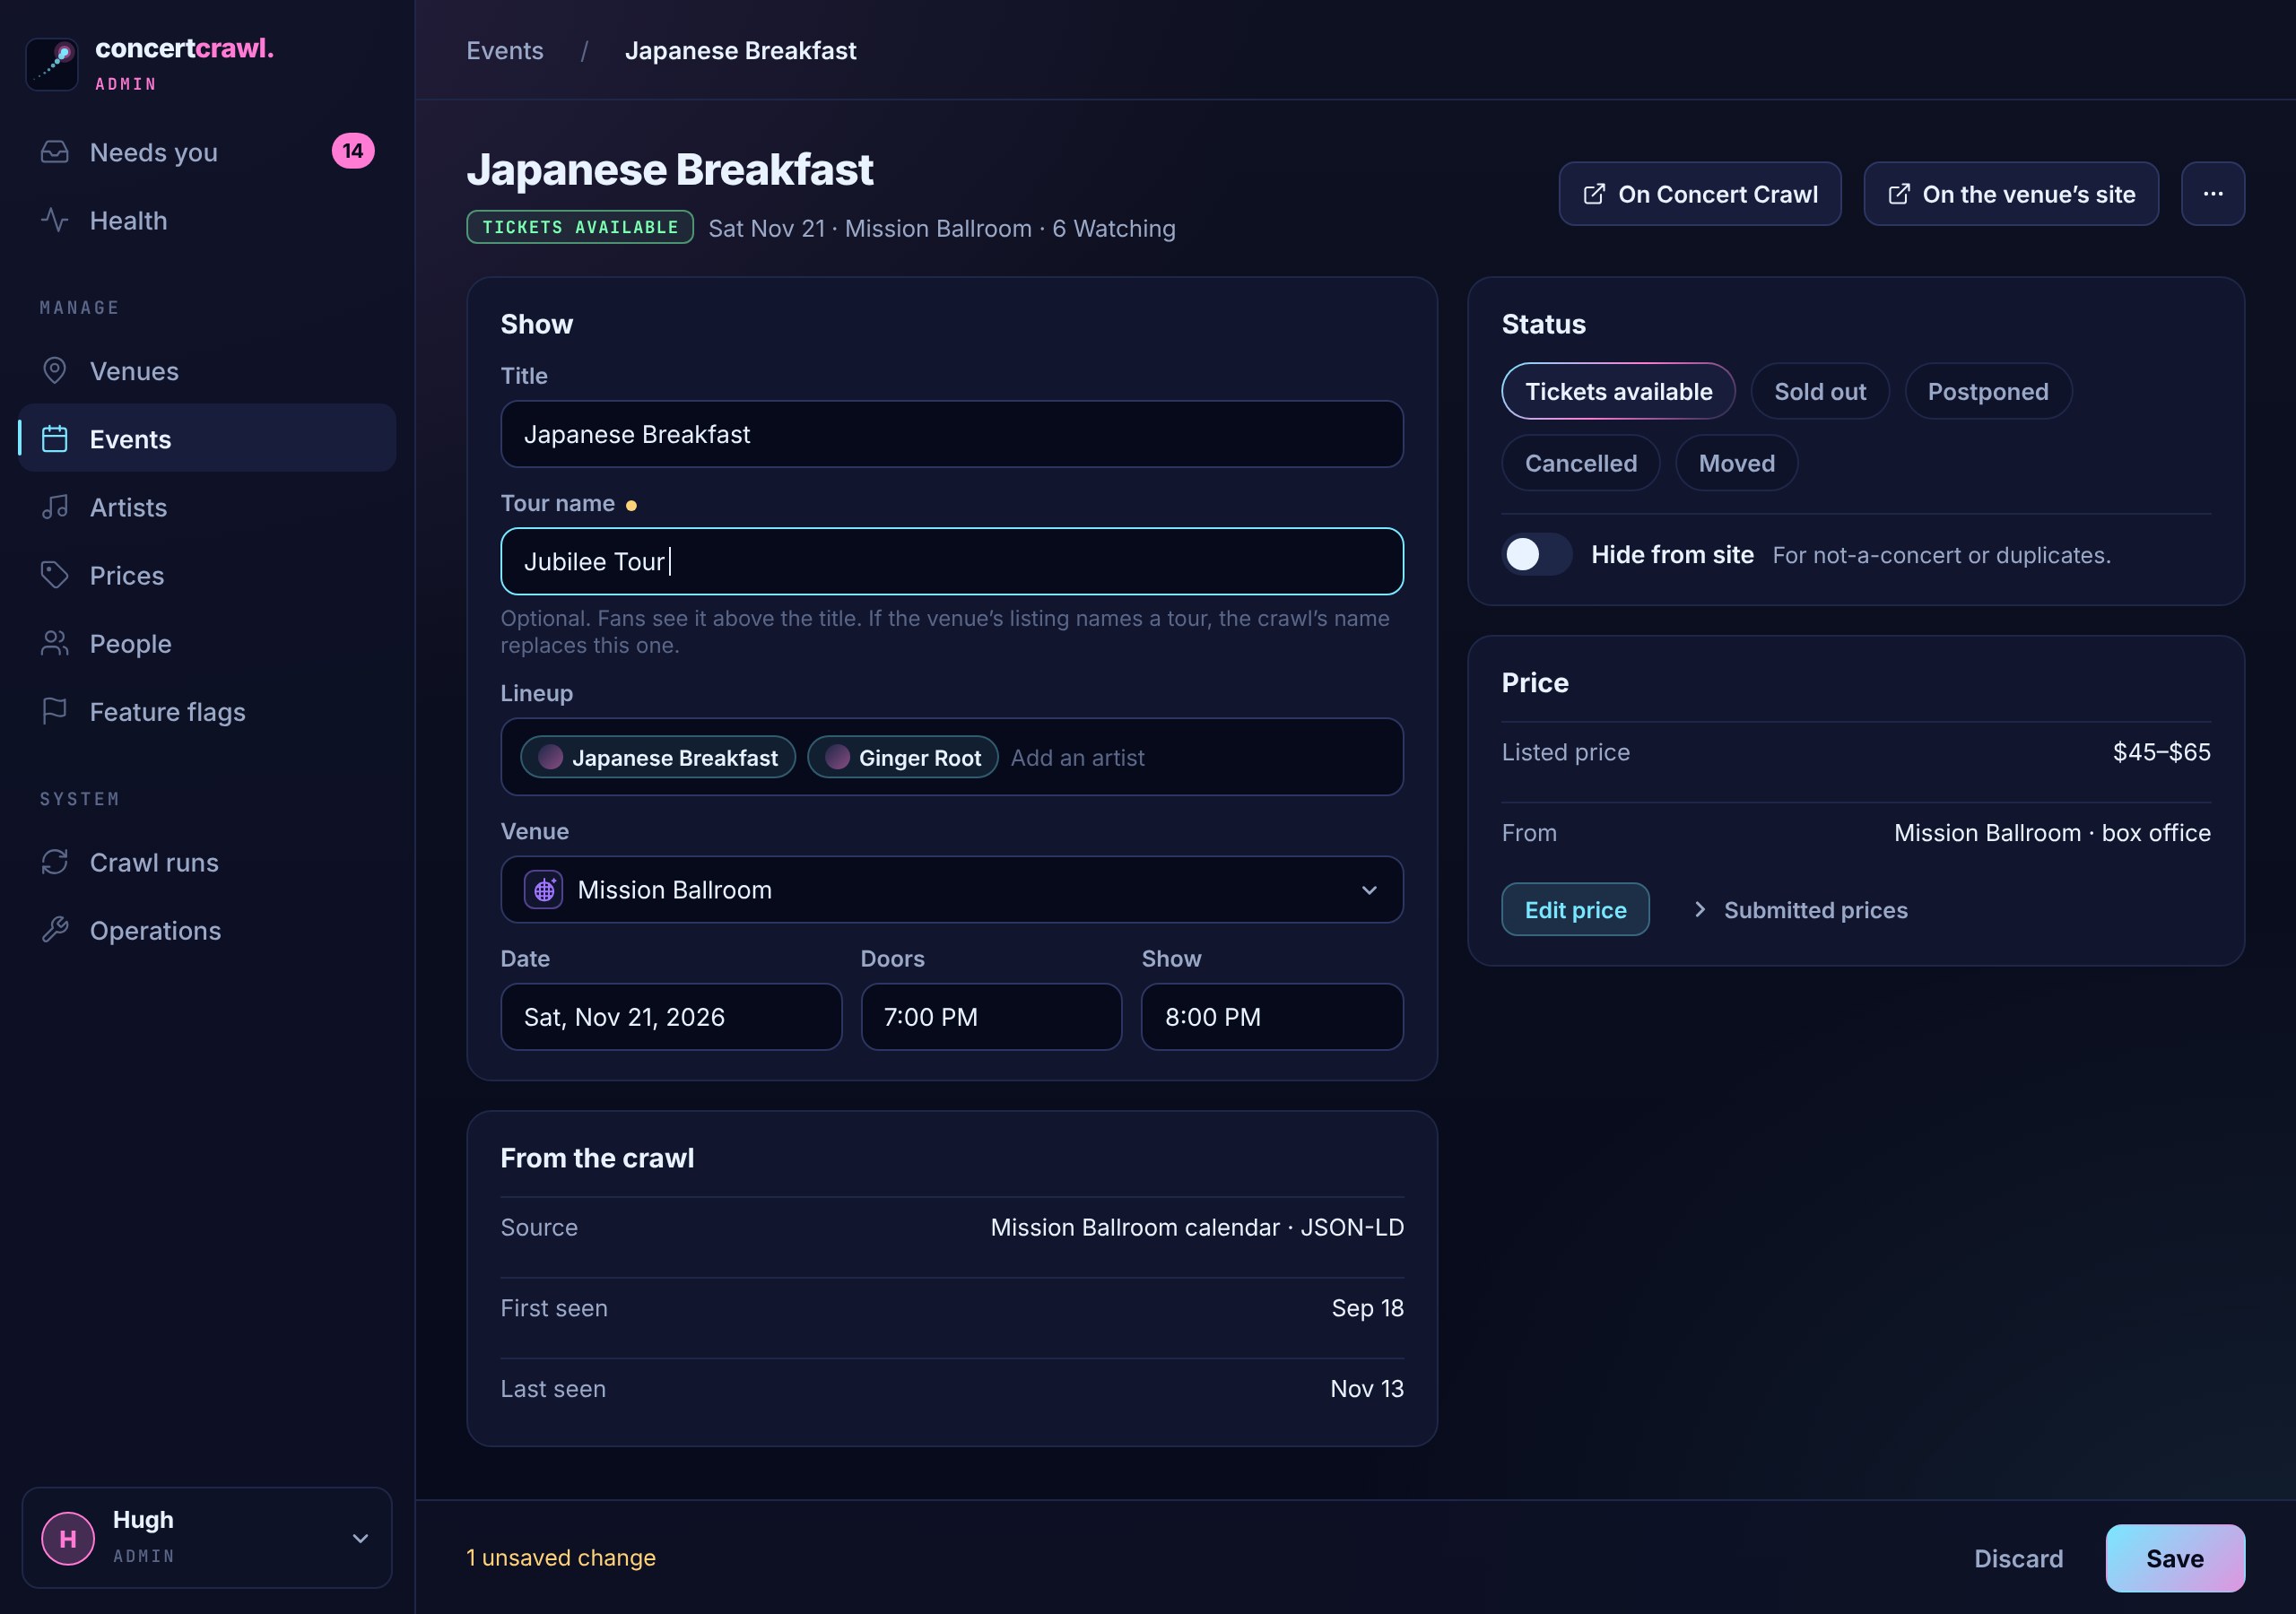 concertcrawl.
ADMIN
Needs you
14
Health
MANAGE
Venues
Events
Artists
Prices
People
Feature flags
SYSTEM
Crawl runs
Operations
H
Hugh
ADMIN
Events / Japanese Breakfast
Japanese Breakfast
TICKETS AVAILABLE
Sat Nov 21 · Mission Ballroom · 6 Watching
On Concert Crawl
On the venue’s site
Show
Title
Japanese Breakfast
Tour name
Jubilee Tour
Optional. Fans see it above the title. If the venue’s listing names a tour, the crawl’s name
replaces this one.
Lineup
Japanese Breakfast
Ginger Root
Add an artist
Venue
Mission Ballroom
Date
Doors
Show
Sat, Nov 21, 2026
7:00 PM
8:00 PM
From the crawl
Source
Mission Ballroom calendar · JSON-LD
First seen
Sep 18
Last seen
Nov 13
Status
Tickets available
Sold out
Postponed
Cancelled
Moved
Hide from site
For not-a-concert or duplicates.
Price
Listed price
$45–$65
From
Mission Ballroom · box office
Edit price
Submitted prices
1 unsaved change
Discard
Save